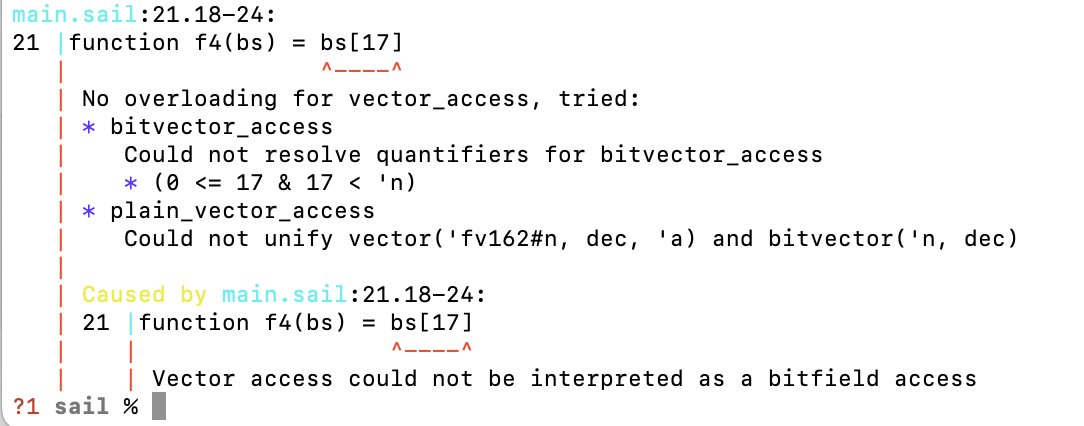 main.sail:21.18-24:
21 |function f4(bs) = bs[17]
   |                  ^----^
   | No overloading for vector_access, tried:
   | * bitvector_access
   |    Could not resolve quantifiers for bitvector_access
   |    * (0 <= 17 & 17 < 'n)
   | * plain_vector_access
   |    Could not unify vector('fv162#n, dec, 'a) and bitvector('n, dec)
   |
   | Caused by main.sail:21.18-24:
   | 21 |function f4(bs) = bs[17]
   |    |                  ^----^
   |    | Vector access could not be interpreted as a bitfield access
?1 sail %